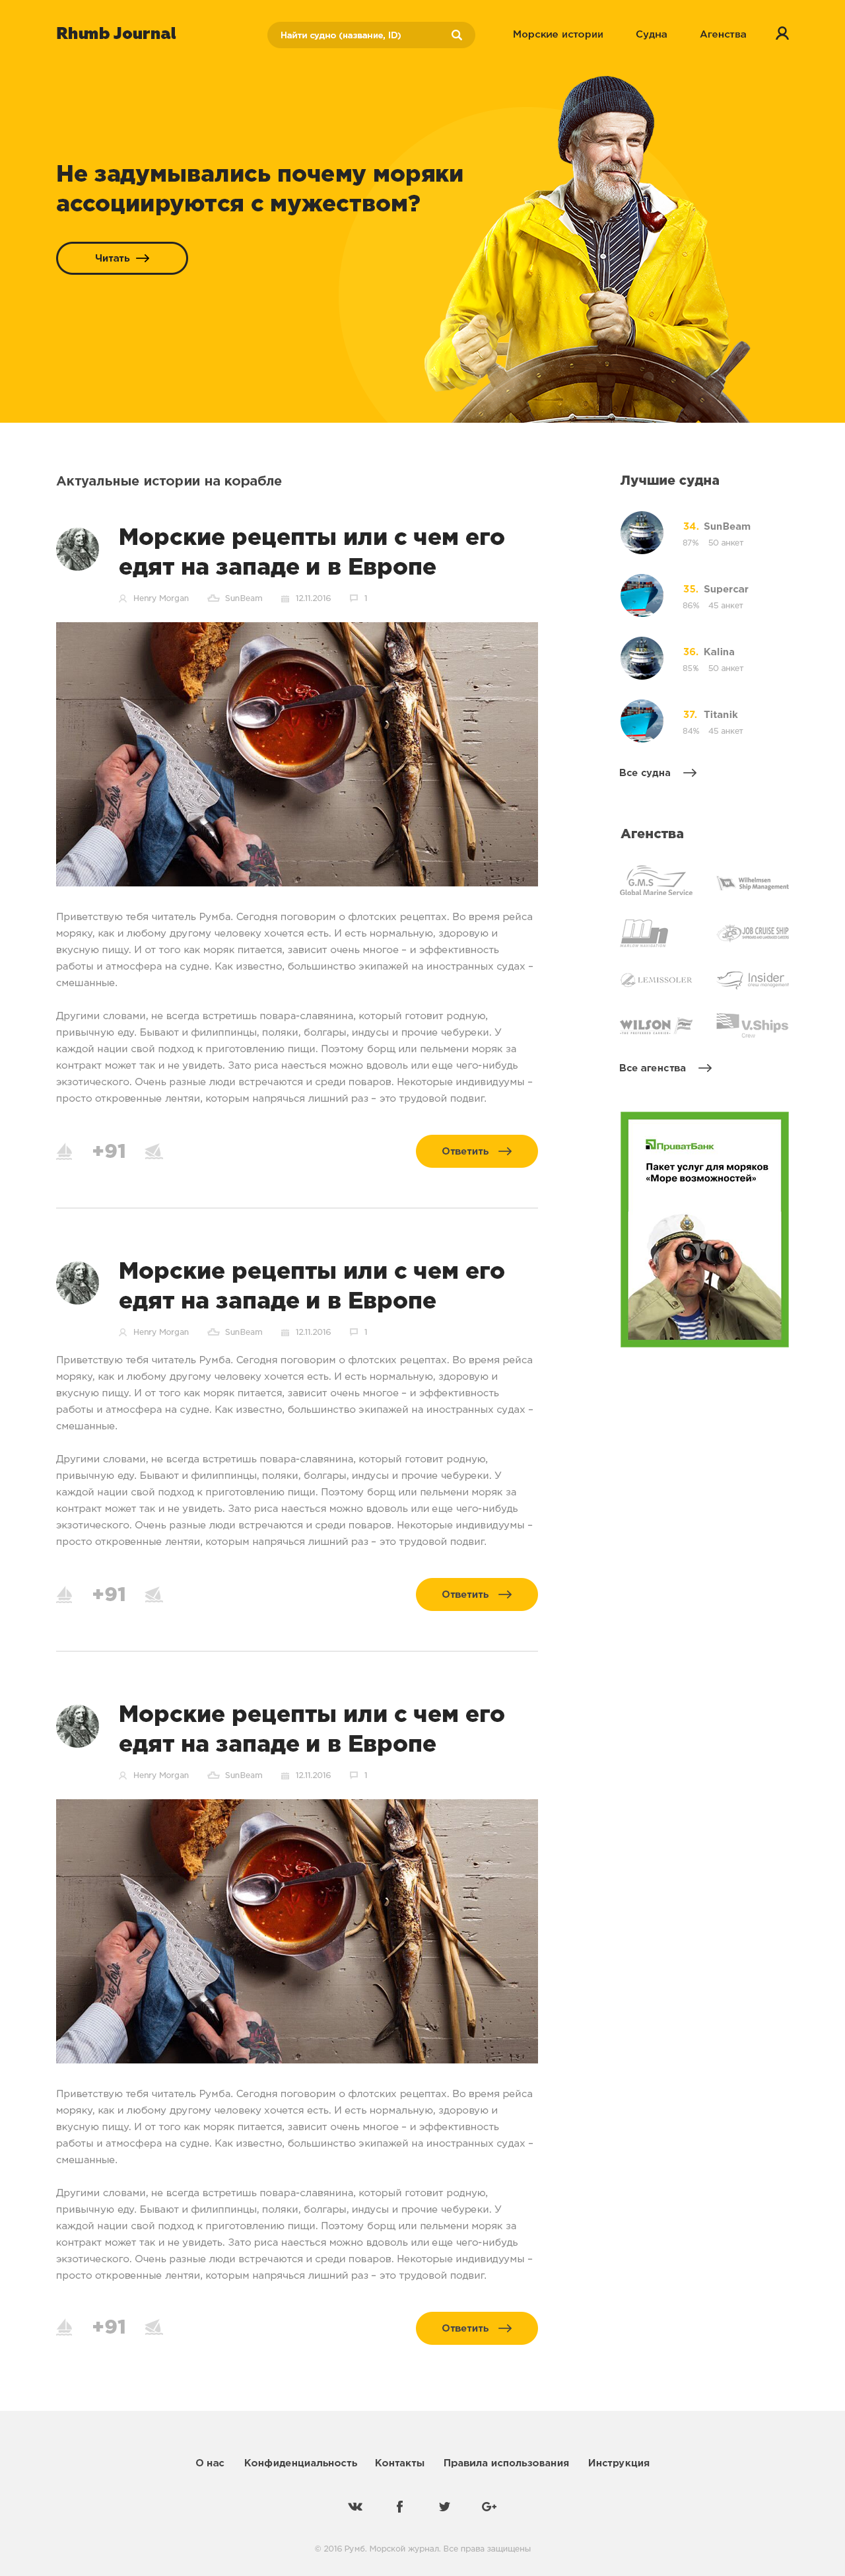 Rhumb Journal
Найти судно (название, ID)
Морские истории
Судна
Агенства
Не задумывались почему моряки
ассоциируются с мужеством?
Читать
Актуальные истории на корабле
Морские рецепты или с чем его
едят на западе и в Европе
Henry Morgan SunBeam 12.11.2016 1
Приветствую тебя читатель Румба. Сегодня поговорим о флотских рецептах. Во время рейса
моряку, как и любому другому человеку хочется есть. И есть нормальную, здоровую и
вкусную пищу. И от того как моряк питается, зависит очень многое – и эффективность
работы и атмосфера на судне. Как известно, большинство экипажей на иностранных судах –
смешанные.
Другими словами, не всегда встретишь повара-славянина, который готовит родную,
привычную еду. Бывают и филиппинцы, поляки, болгары, индусы и прочие чебуреки. У
каждой нации свой подход к приготовлению пищи. Поэтому борщ или пельмени моряк за
контракт может так и не увидеть. Зато риса наесться можно вдоволь или еще чего-нибудь
экзотического. Очень разные люди встречаются и среди поваров. Некоторые индивидуумы –
просто откровенные лентяи, которым напрячься лишний раз – это трудовой подвиг.
+91
Ответить
Морские рецепты или с чем его
едят на западе и в Европе
Henry Morgan SunBeam 12.11.2016 1
Приветствую тебя читатель Румба. Сегодня поговорим о флотских рецептах. Во время рейса
моряку, как и любому другому человеку хочется есть. И есть нормальную, здоровую и
вкусную пищу. И от того как моряк питается, зависит очень многое – и эффективность
работы и атмосфера на судне. Как известно, большинство экипажей на иностранных судах –
смешанные.
Другими словами, не всегда встретишь повара-славянина, который готовит родную,
привычную еду. Бывают и филиппинцы, поляки, болгары, индусы и прочие чебуреки. У
каждой нации свой подход к приготовлению пищи. Поэтому борщ или пельмени моряк за
контракт может так и не увидеть. Зато риса наесться можно вдоволь или еще чего-нибудь
экзотического. Очень разные люди встречаются и среди поваров. Некоторые индивидуумы –
просто откровенные лентяи, которым напрячься лишний раз – это трудовой подвиг.
+91
Ответить
Морские рецепты или с чем его
едят на западе и в Европе
Henry Morgan SunBeam 12.11.2016 1
True Love
Приветствую тебя читатель Румба. Сегодня поговорим о флотских рецептах. Во время рейса
моряку, как и любому другому человеку хочется есть. И есть нормальную, здоровую и
вкусную пищу. И от того как моряк питается, зависит очень многое – и эффективность
работы и атмосфера на судне. Как известно, большинство экипажей на иностранных судах –
смешанные.
Другими словами, не всегда встретишь повара-славянина, который готовит родную,
привычную еду. Бывают и филиппинцы, поляки, болгары, индусы и прочие чебуреки. У
каждой нации свой подход к приготовлению пищи. Поэтому борщ или пельмени моряк за
контракт может так и не увидеть. Зато риса наесться можно вдоволь или еще чего-нибудь
экзотического. Очень разные люди встречаются и среди поваров. Некоторые индивидуумы –
просто откровенные лентяи, которым напрячься лишний раз – это трудовой подвиг.
+91
Ответить
Лучшие судна
34. SunBeam
87% 50 анкет
35. Supercar
86% 45 анкет
36. Kalina
85% 50 анкет
37. Titanik
84% 45 анкет
Все судна
Агенства
G.M.S
Global Marine Service
Wilhelmsen
Ship Management
MARLOW NAVIGATION
JOB CRUISE SHIP
LEMISSOLER
Insider
crew management
WILSON
V.Ships
Crew
Все агенства
ПриватБанк
Пакет услуг для моряков
«Море возможностей»
О нас
Конфиденциальность
Контакты
Правила использования
Инструкция
© 2016 Румб. Морской журнал. Все права защищены